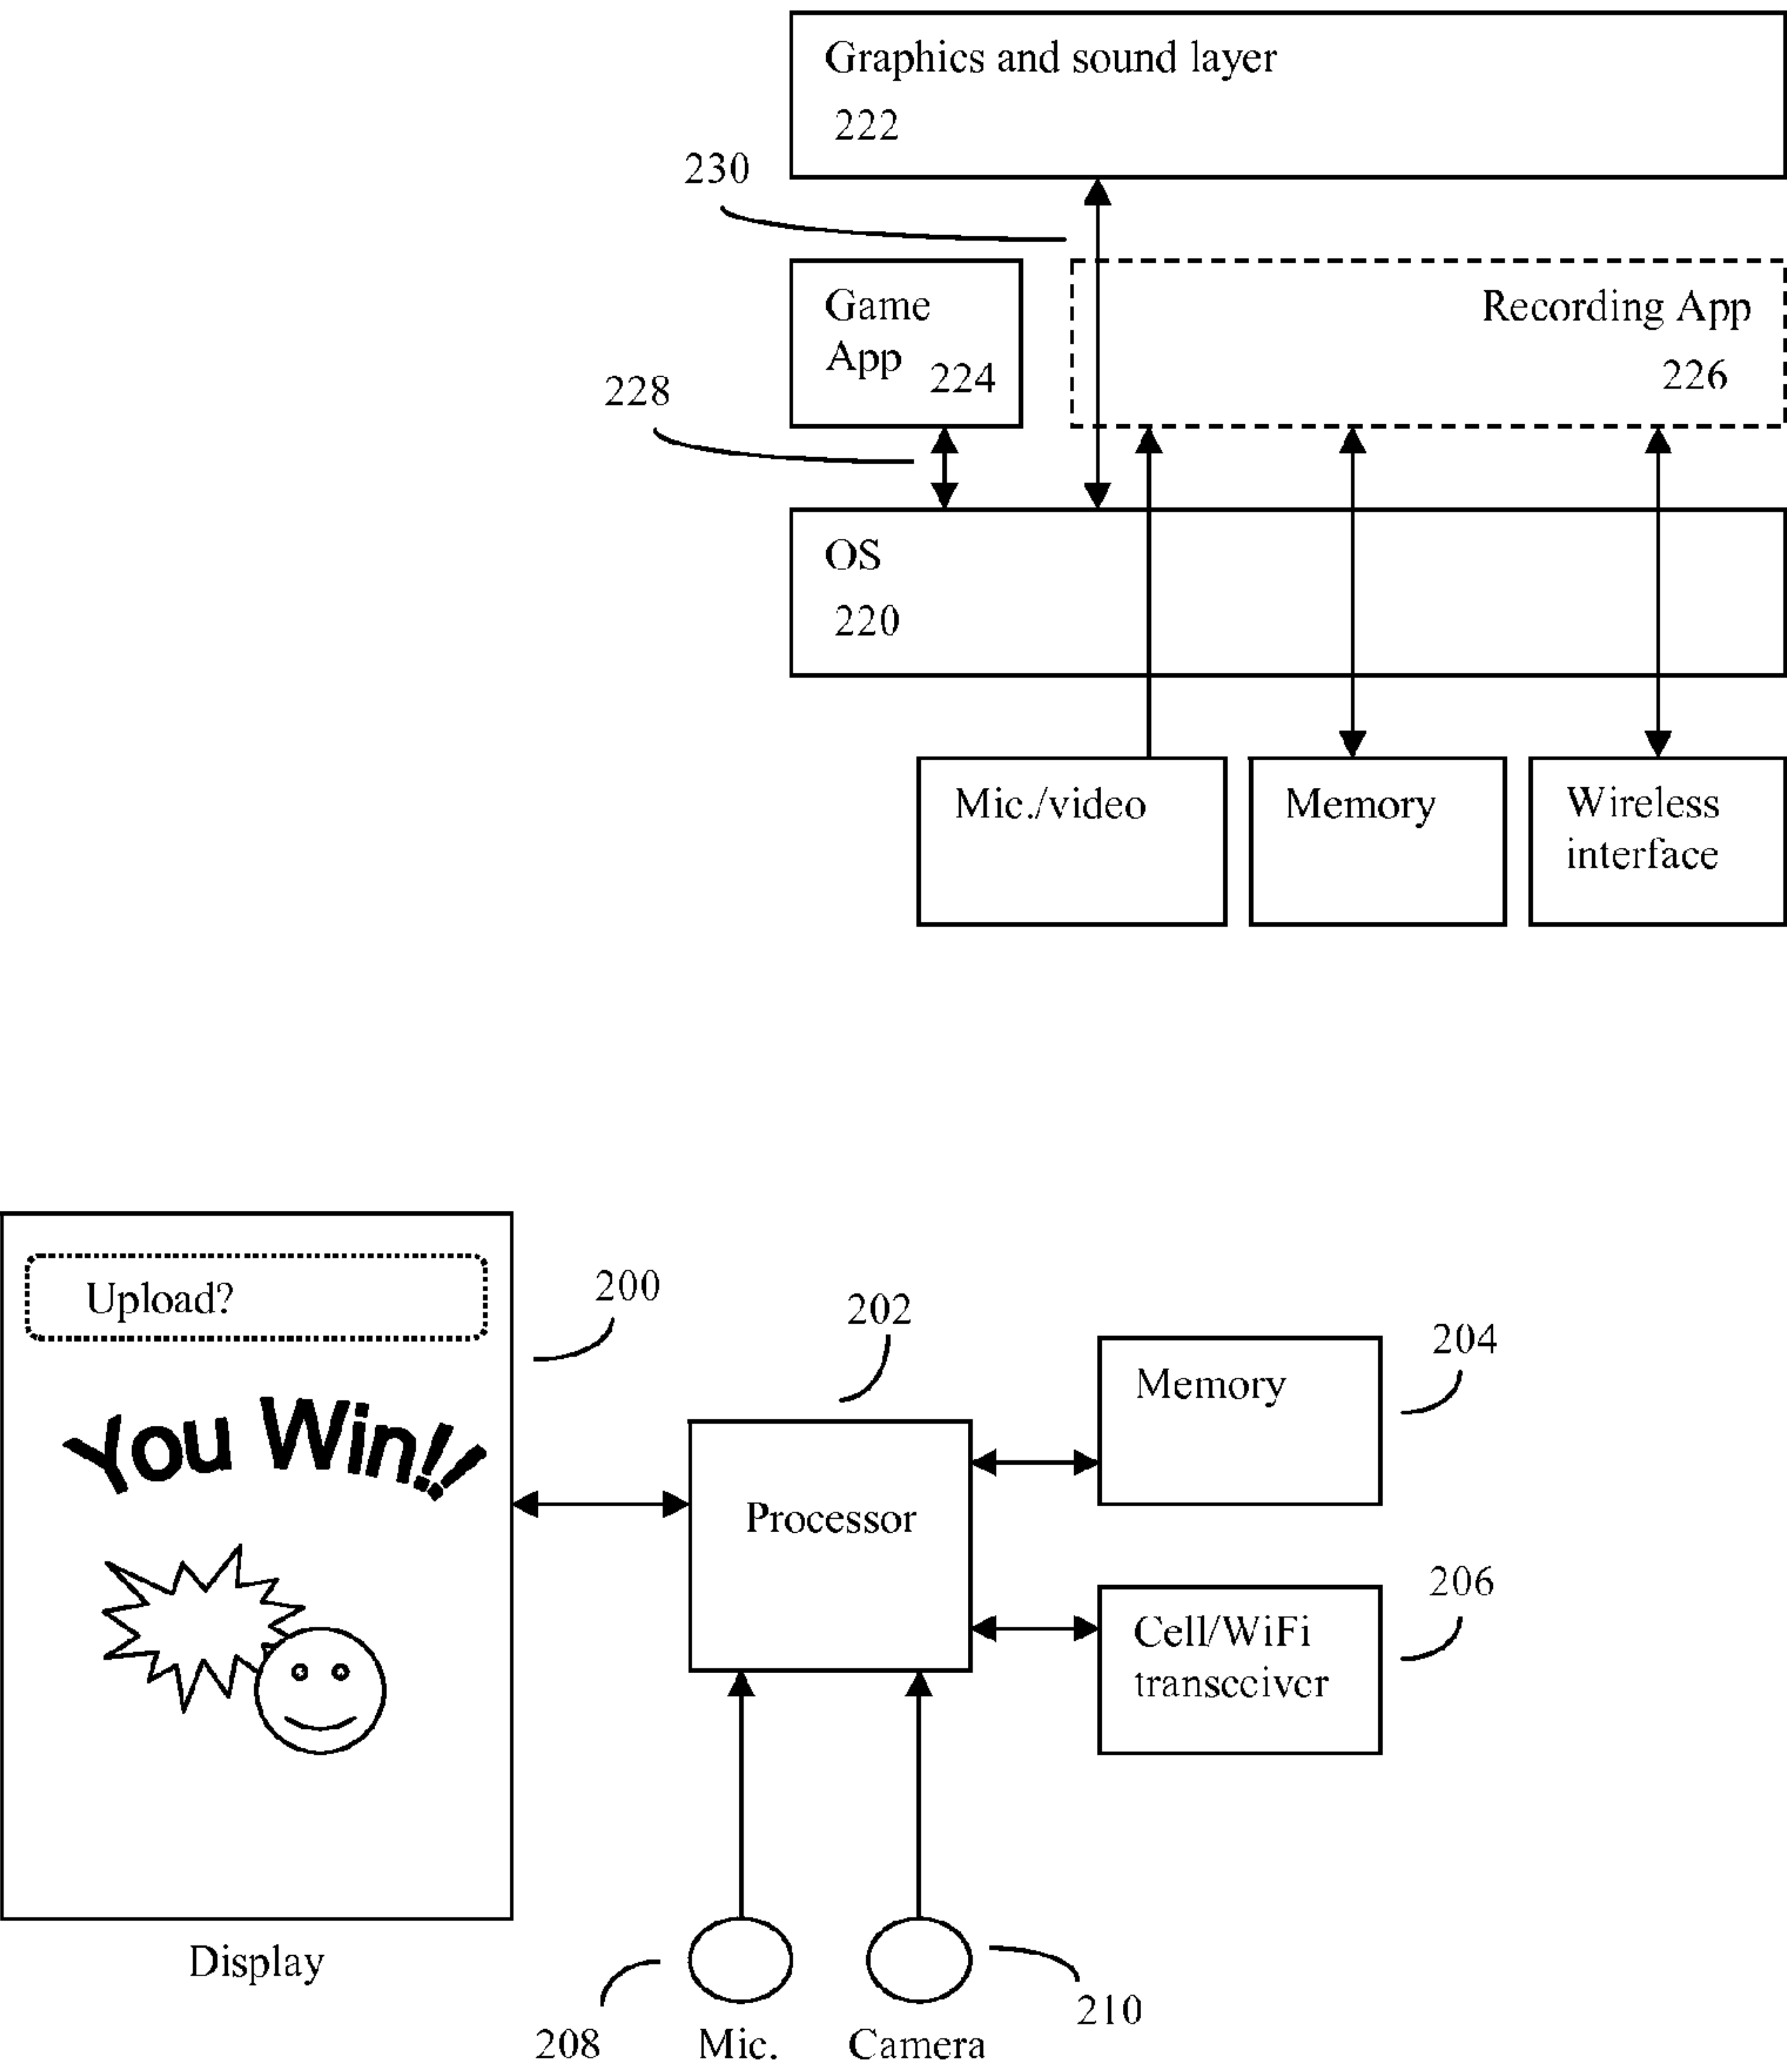 Graphics and sound layer
222
230
Game
App 224
Recording App
226
228
OS
220
Mic./video
Memory
Wireless
interface
Upload?
You Win!!
200
202
204
Memory
Processor
206
Cell/WiFi
transceiver
Display
208
Mic.
Camera
210